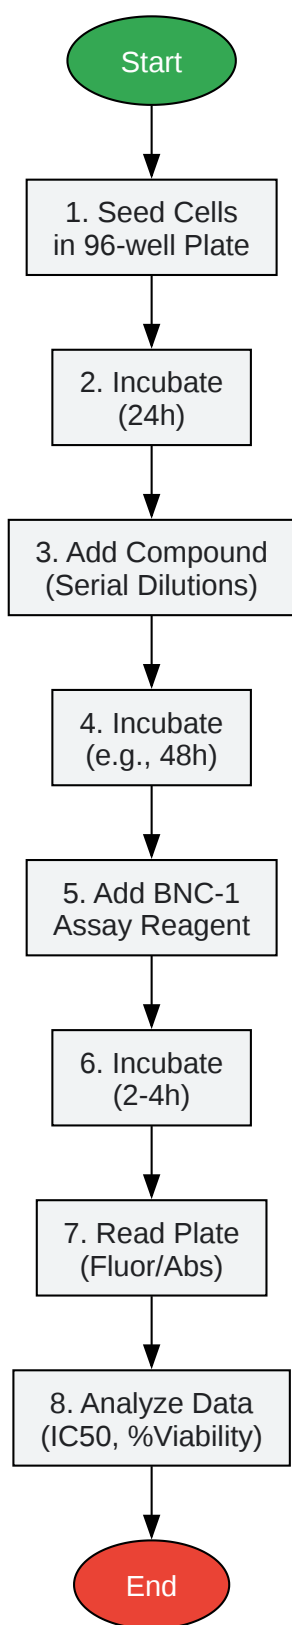 Start
1. Seed Cells
in 96-well Plate
2. Incubate
(24h)
3. Add Compound
(Serial Dilutions)
4. Incubate
(e.g., 48h)
5. Add BNC-1
Assay Reagent
6. Incubate
(2-4h)
7. Read Plate
(Fluor/Abs)
8. Analyze Data
(IC50, %Viability)
End